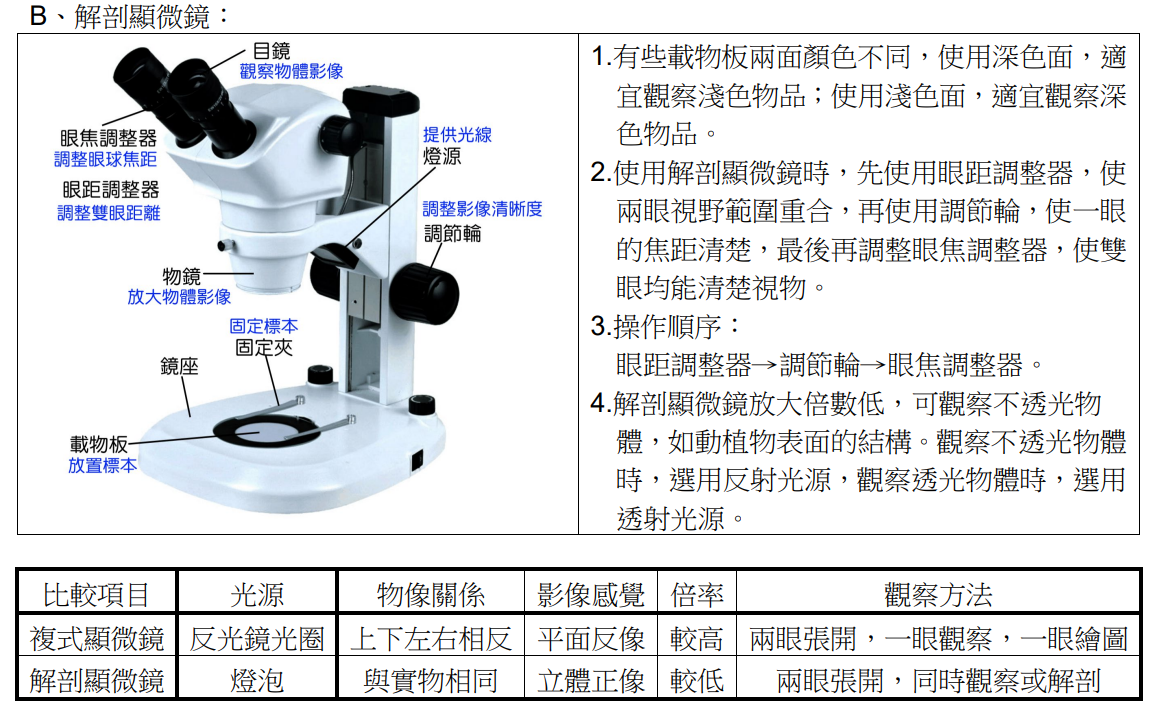 B、解剖顯微鏡：
目鏡
觀察物體影像
眼焦調整器
調整眼球焦距
眼距調整器
調整雙眼距離
提供光線
燈源
調整影像清晰度
調節輪
物鏡
放大物體影像
固定標本
固定夾
鏡座
載物板
放置標本
1.有些載物板兩面顏色不同，使用深色面，適
宜觀察淺色物品；使用淺色面，適宜觀察深
色物品。
2.使用解剖顯微鏡時，先使用眼距調整器，使
兩眼視野範圍重合，再使用調節輪，使一眼
的焦距清楚，最後再調整眼焦調整器，使雙
眼均能清楚視物。
3.操作順序：
眼距調整器→調節輪→眼焦調整器。
4.解剖顯微鏡放大倍數低，可觀察不透光物
體，如動植物表面的結構。觀察不透光物體
時，選用反射光源，觀察透光物體時，選用
透射光源。
比較項目 光源 物像關係 影像感覺 倍率 觀察方法
複式顯微鏡 反光鏡光圈 上下左右相反 平面反像 較高 兩眼張開，一眼觀察，一眼繪圖
解剖顯微鏡 燈泡 與實物相同 立體正像 較低 兩眼張開，同時觀察或解剖